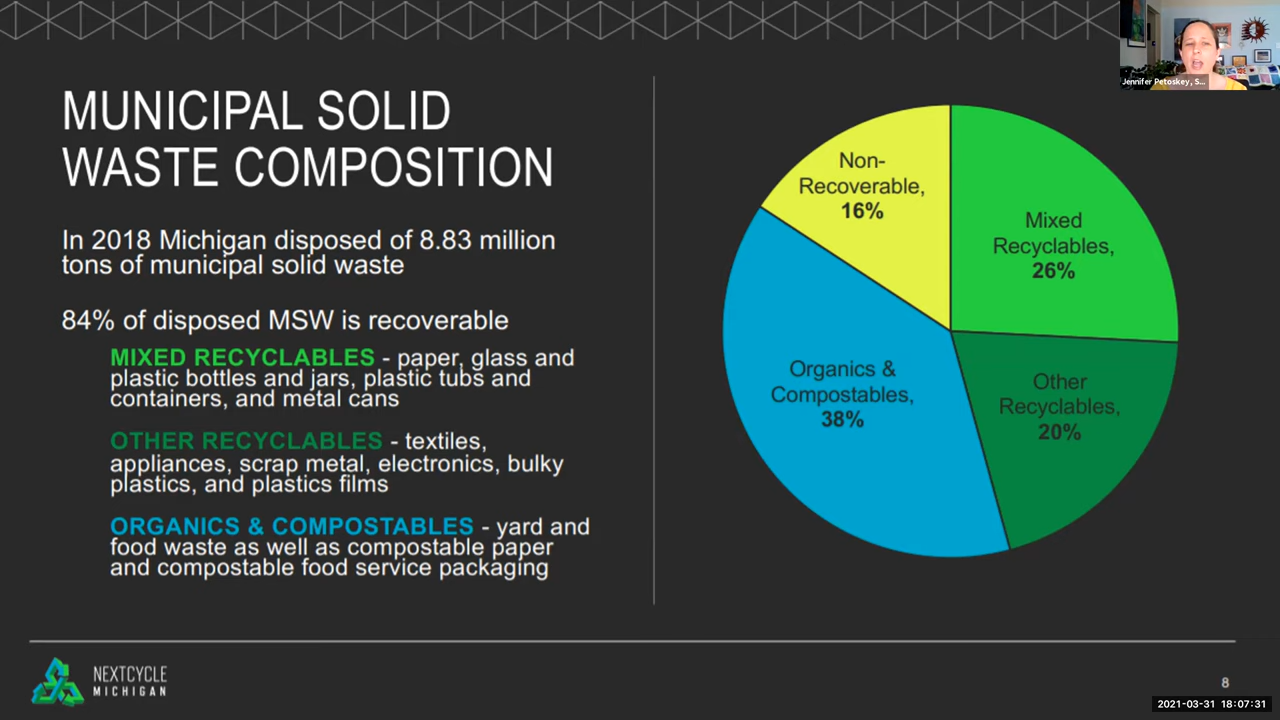 MUNICIPAL SOLID
WASTE COMPOSITION
In 2018 Michigan disposed of 8.83 million
tons of municipal solid waste
84% of disposed MSW is recoverable
MIXED RECYCLABLES - paper, glass and
plastic bottles and jars, plastic tubs and
containers, and metal cans
OTHER RECYCLABLES - textiles,
appliances, scrap metal, electronics, bulky
plastics, and plastics films
ORGANICS & COMPOSTABLES - yard and
food waste as well as compostable paper
and compostable food service packaging
Non-
Recoverable,
16%
Mixed
Recyclables,
26%
Organics &
Compostables,
38%
Other
Recyclables,
20%
Jennifer Petoskey, S...
NEXTCYCLE
MICHIGAN
8
2021-03-31 18:07:31